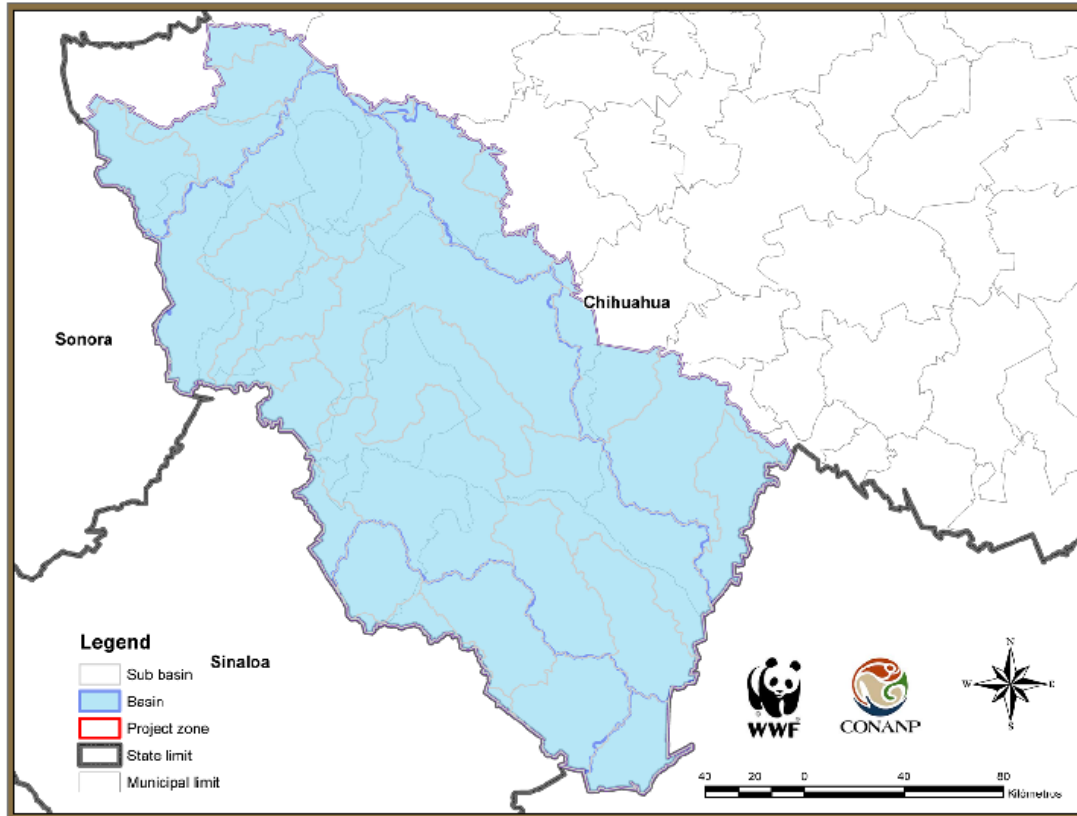 Chihuahua
Sonora
Sinaloa
Legend
Sub basin
Basin
Project zone
State limit
Municipal limit
WWF
CONANP
N
W E
S
40 20 0 40 80
Kilómetros